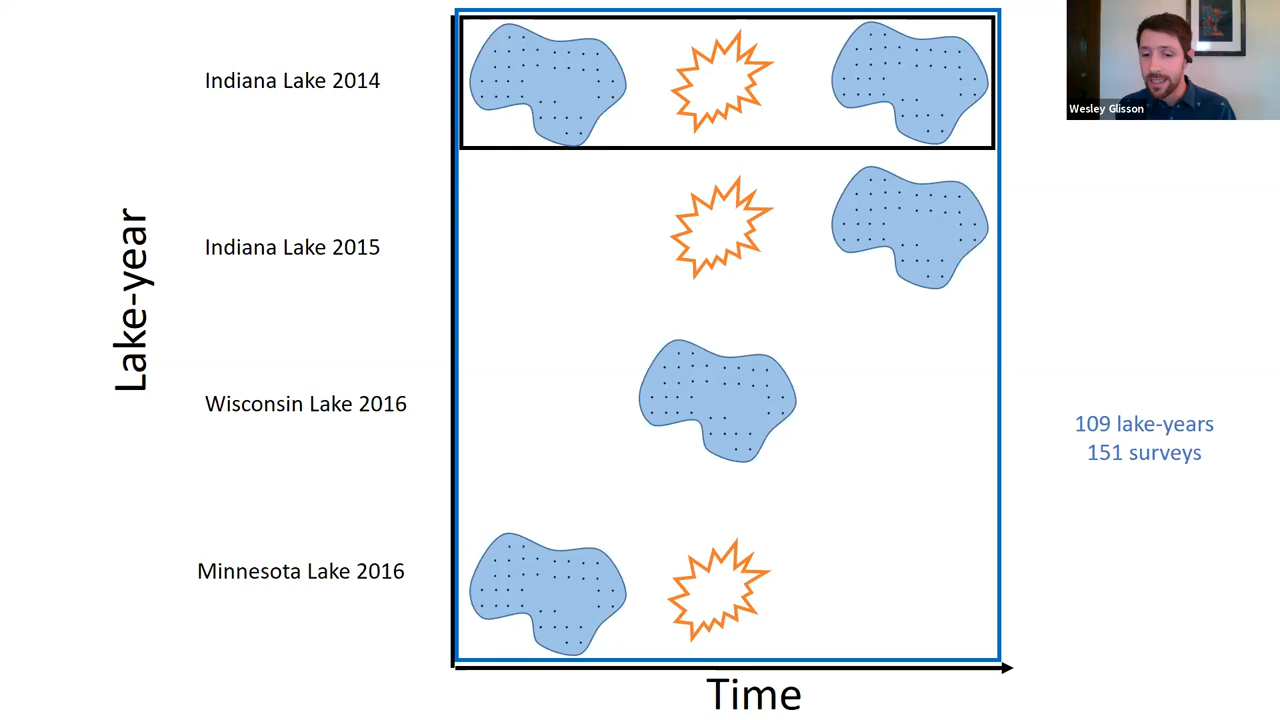 Indiana Lake 2014
Wesley Glisson
Indiana Lake 2015
Lake-year
Wisconsin Lake 2016
109 lake-years
151 surveys
Minnesota Lake 2016
Time